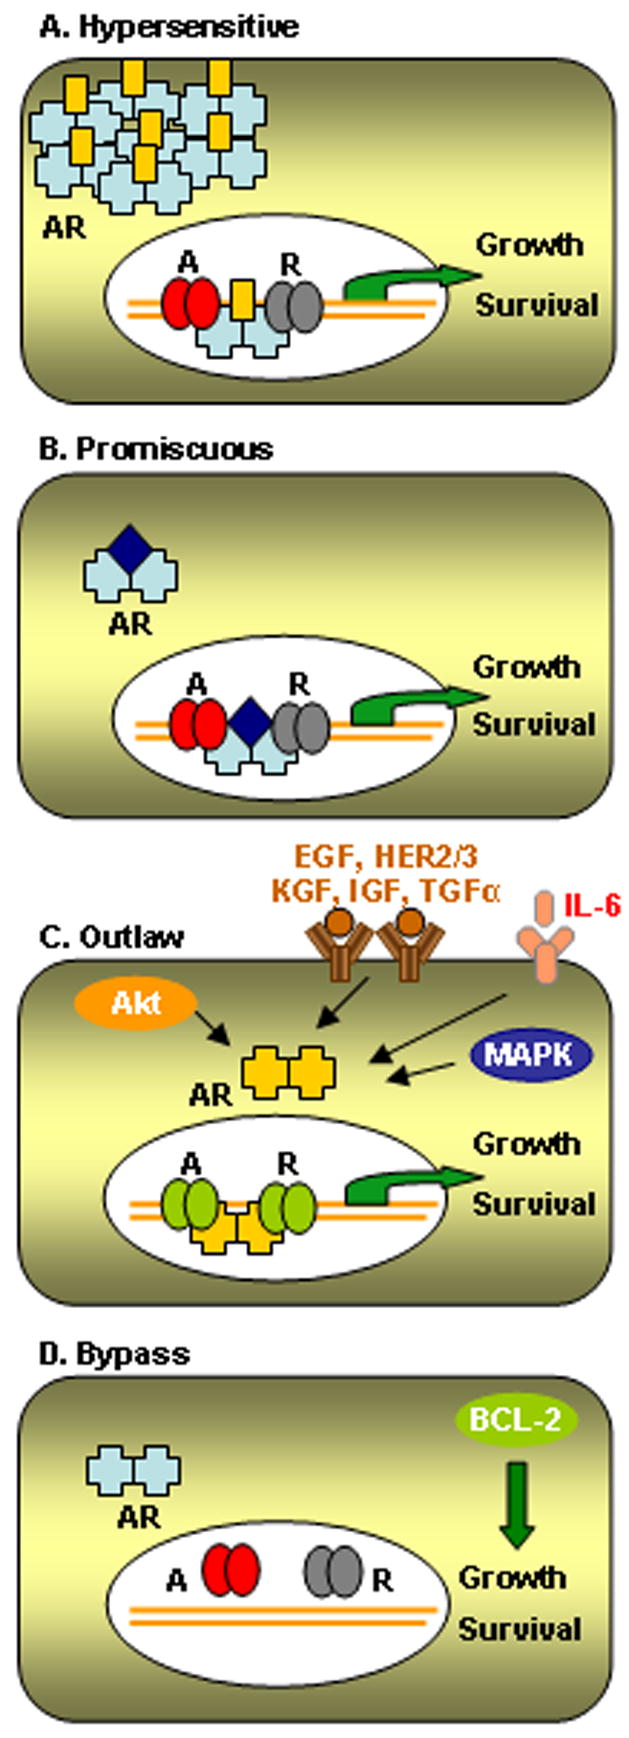 A. Hypersensitive
AR
A R
Growth
Survival
B. Promiscuous
AR
A R
Growth
Survival
EGF, HER2/3
KGF, IGF, TGFα
IL-6
C. Outlaw
Akt
MAPK
AR
A R
Growth
Survival
D. Bypass
BCL-2
AR
A R
Growth
Survival